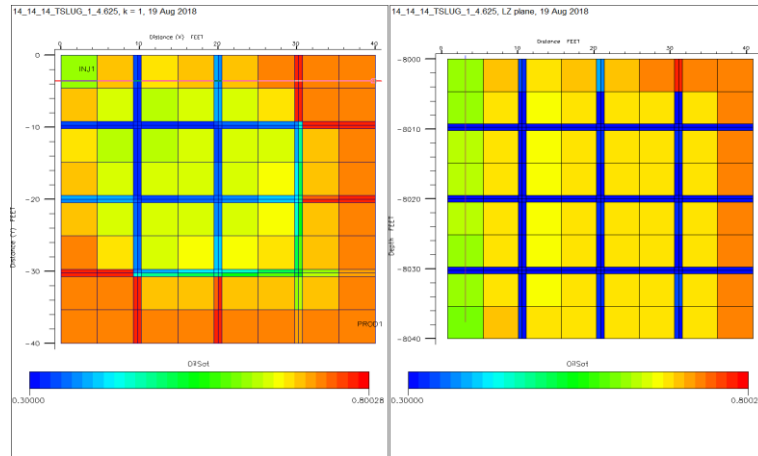 14_14_14_TSLUG_1_4.625, k = 1, 19 Aug 2018
Distance (X) FEET
0 10 20 30 40
INJ1
0
-10
-20
-30
-40
Distance (Y) FEET
PROD1
OilSat
0.30000 0.80028
14_14_14_TSLUG_1_4.625, LZ plane, 19 Aug 2018
Distance FEET
0 10 20 30 40
-8000
-8010
-8020
-8030
-8040
Depth FEET
OilSat
0.30000 0.8002